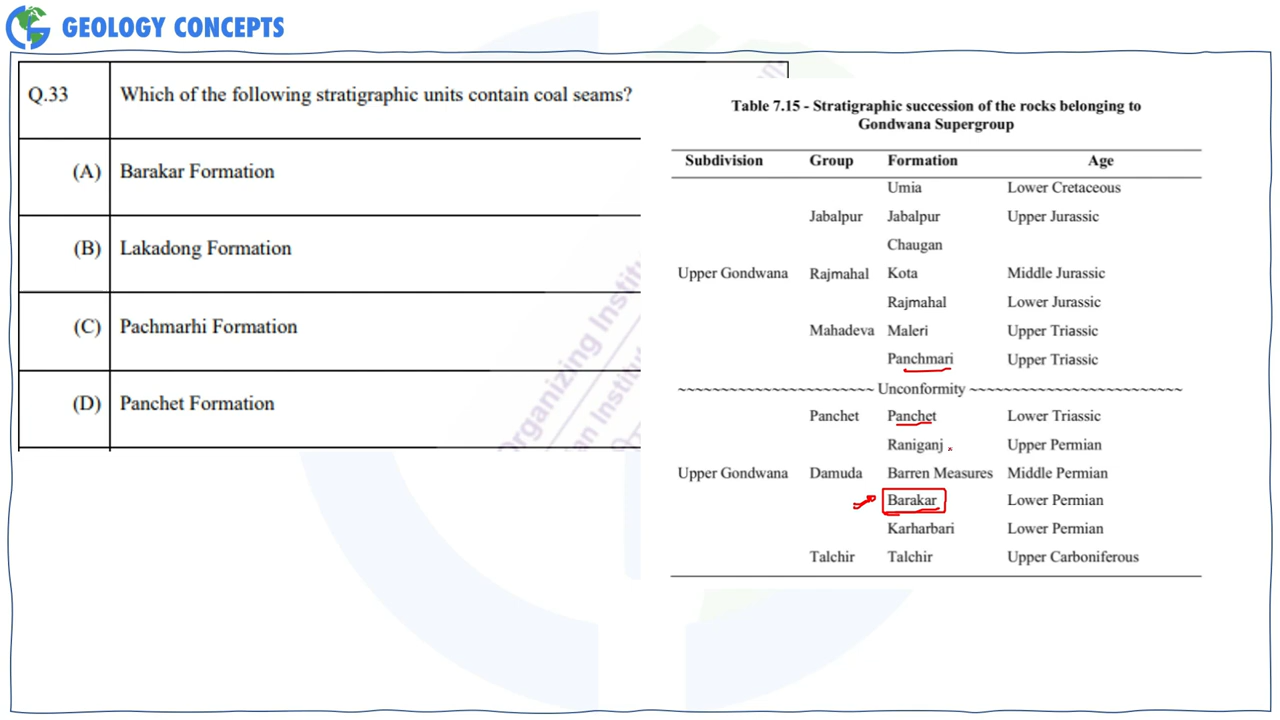 GEOLOGY CONCEPTS
Q.33 Which of the following stratigraphic units contain coal seams?
(A) Barakar Formation
(B) Lakadong Formation
(C) Pachmarhi Formation
(D) Panchet Formation
Organizing Institu
an Institut
Table 7.15 - Stratigraphic succession of the rocks belonging to
Gondwana Supergroup
Subdivision Group Formation Age
Umia Lower Cretaceous
Jabalpur Jabalpur Upper Jurassic
Chaugan
Upper Gondwana Rajmahal Kota Middle Jurassic
Rajmahal Lower Jurassic
Mahadeva Maleri Upper Triassic
Panchmari Upper Triassic
~~~~~~~~~~~~~~~~~~~~~~~ Unconformity ~~~~~~~~~~~~~~~~~~~~~~~~~
Panchet Panchet Lower Triassic
Raniganj Upper Permian
Upper Gondwana Damuda Barren Measures Middle Permian
Barakar Lower Permian
Karharbari Lower Permian
Talchir Talchir Upper Carboniferous